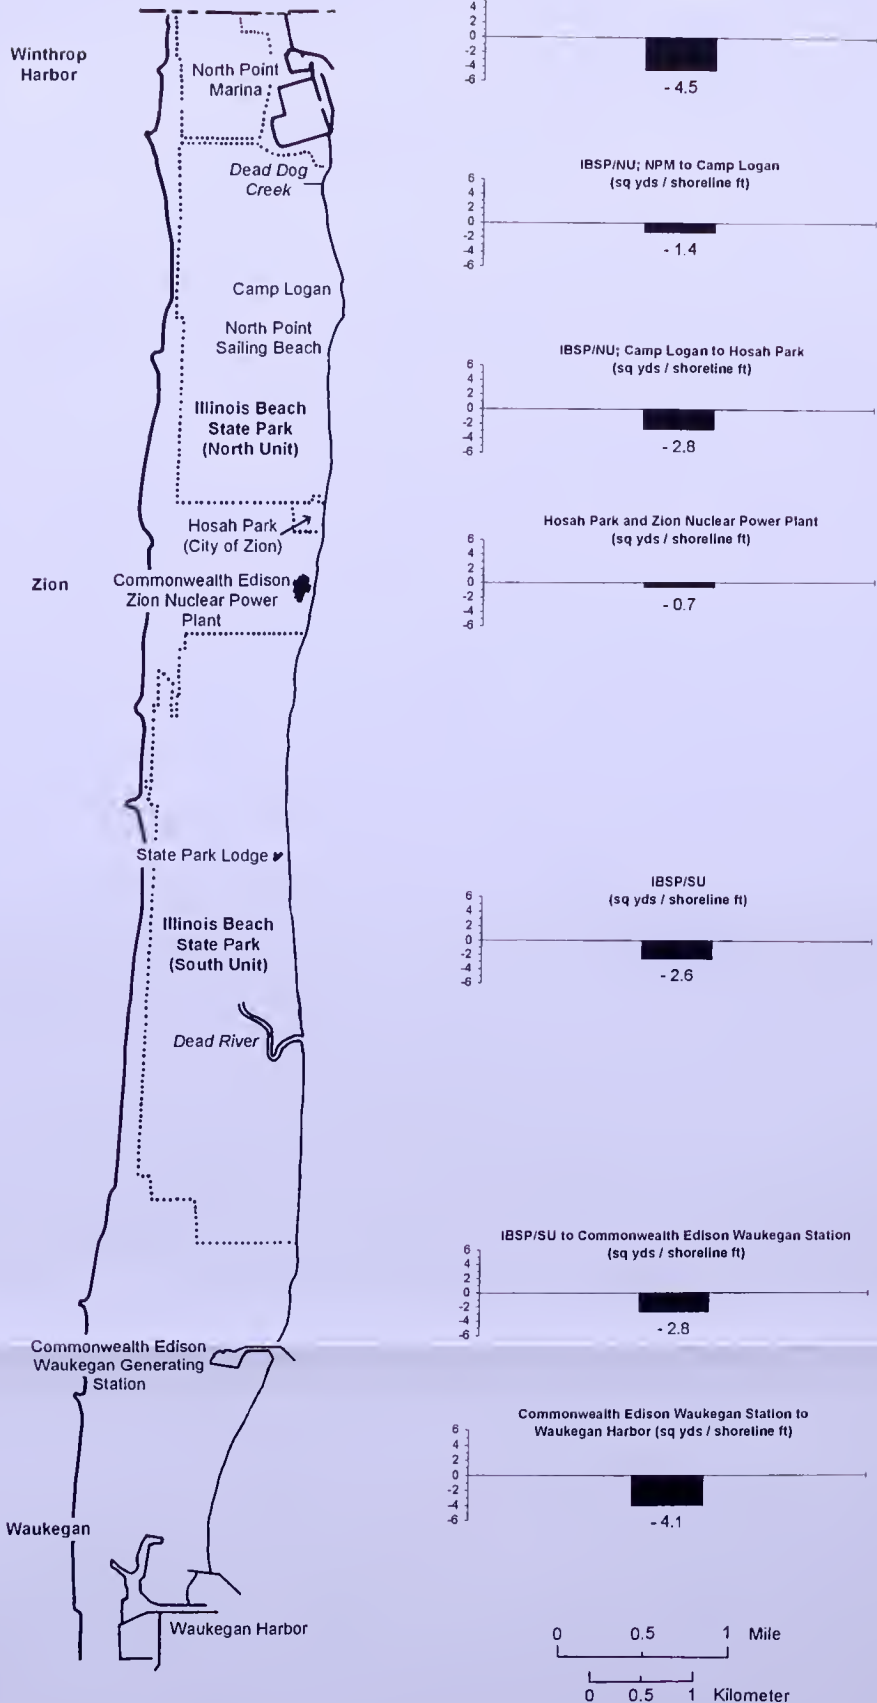 Winthrop
Harbor
North Point
Marina
Dead Dog
Creek
Camp Logan
North Point
Sailing Beach
Illinois Beach
State Park
(North Unit)
Hosah Park
(City of Zion)
Zion
Commonwealth Edison
Zion Nuclear Power
Plant
State Park Lodge
Illinois Beach
State Park
(South Unit)
Dead River
Commonwealth Edison
Waukegan Generating
Station
Waukegan
Waukegan Harbor
4
2
0
-2
-4
-6
- 4.5
IBSP/NU; NPM to Camp Logan
(sq yds / shoreline ft)
6
4
2
0
-2
-4
-6
- 1.4
IBSP/NU; Camp Logan to Hosah Park
(sq yds / shoreline ft)
6
4
2
0
-2
-4
-6
- 2.8
Hosah Park and Zion Nuclear Power Plant
(sq yds / shoreline ft)
6
4
2
0
-2
-4
-6
- 0.7
IBSP/SU
(sq yds / shoreline ft)
6
4
2
0
-2
-4
-6
- 2.6
IBSP/SU to Commonwealth Edison Waukegan Station
(sq yds / shoreline ft)
6
4
2
0
-2
-4
-6
- 2.8
Commonwealth Edison Waukegan Station to
Waukegan Harbor (sq yds / shoreline ft)
6
4
2
0
-2
-4
-6
- 4.1
0 0.5 1 Mile
0 0.5 1 Kilometer